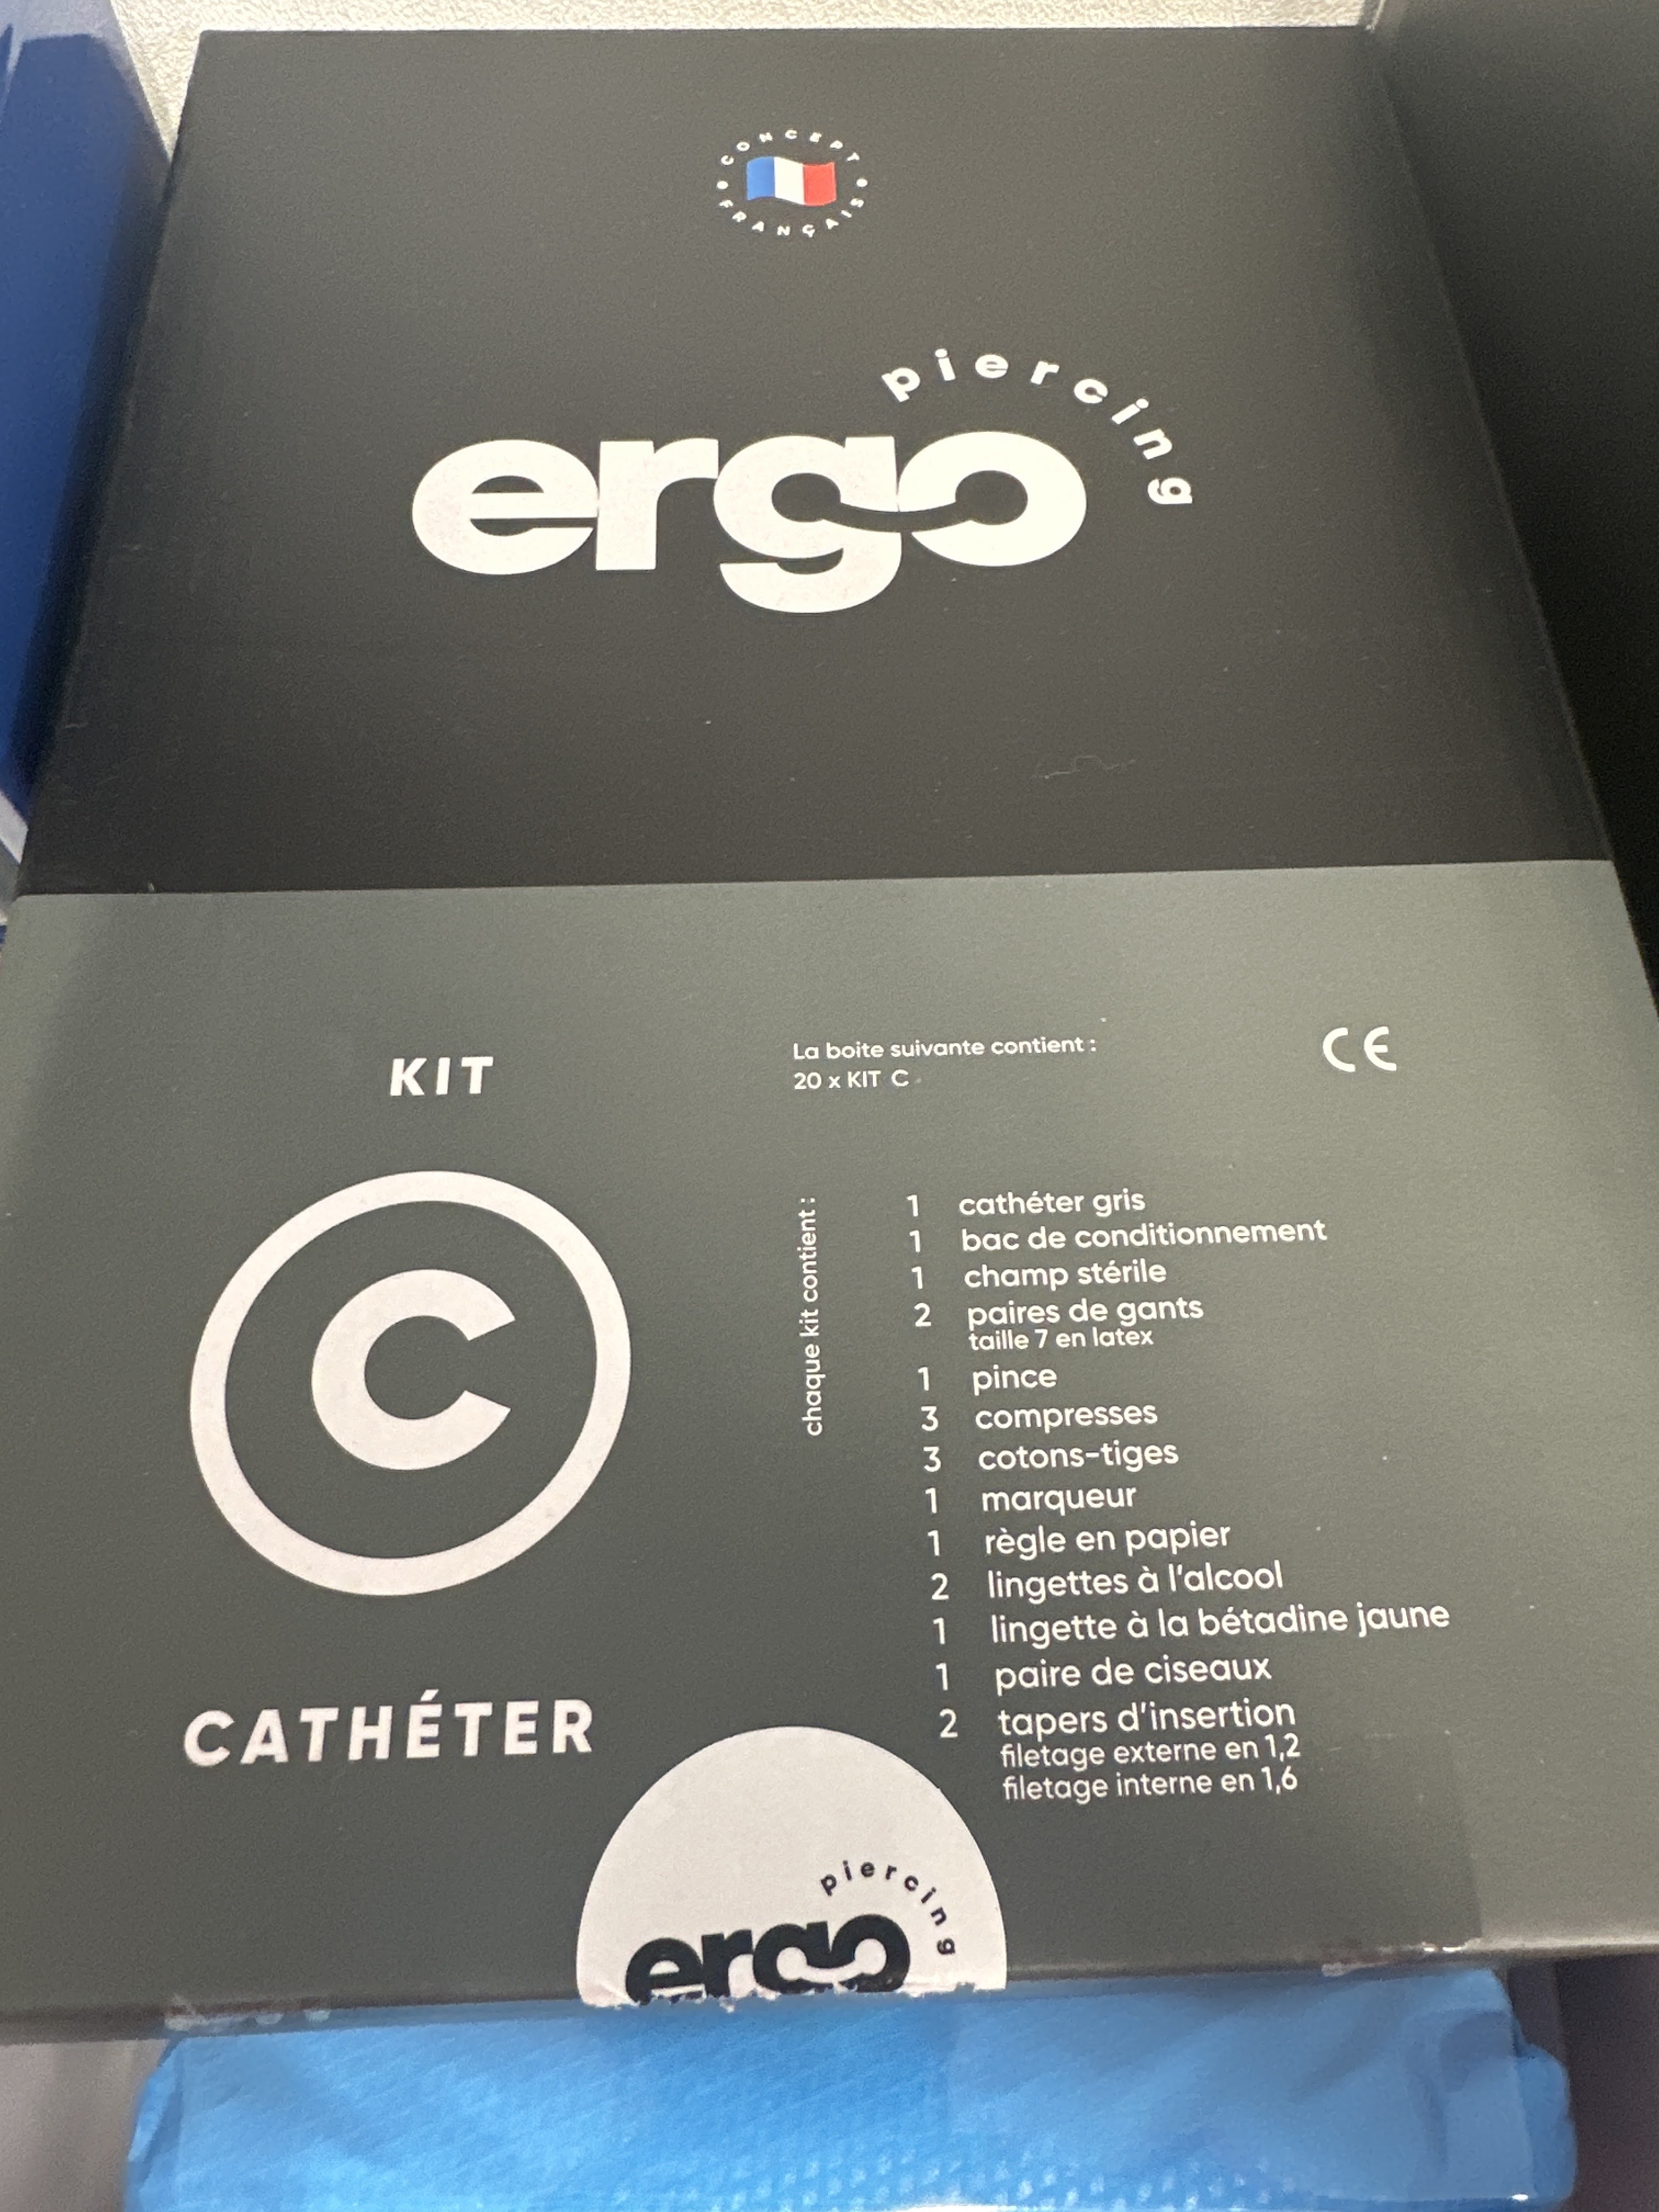 CONCEPT
FRANÇAIS
piercing
ergo
KIT
C
CATHÉTER
La boite suivante contient :
20 x KIT C
CE
chaque kit contient :
1 cathéter gris
1 bac de conditionnement
1 champ stérile
2 paires de gants
taille 7 en latex
1 pince
3 compresses
3 cotons-tiges
1 marqueur
1 règle en papier
2 lingettes à l'alcool
1 lingette à la bétadine jaune
1 paire de ciseaux
2 tapers d'insertion
filetage externe en 1,2
filetage interne en 1,6
piercing
ergo